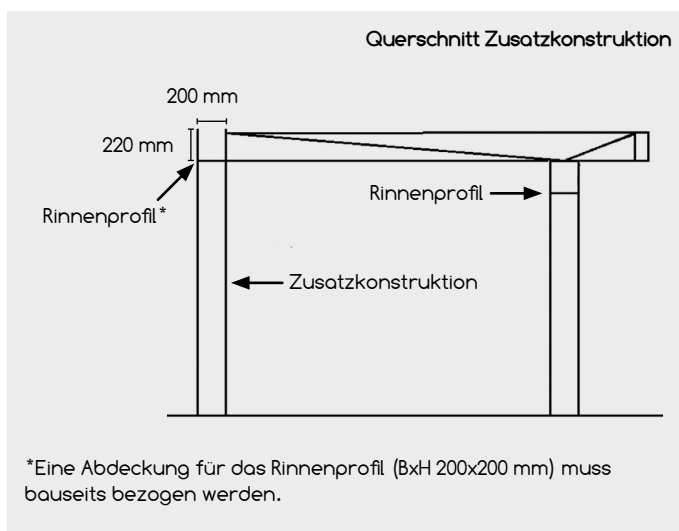 Querschnitt Zusatzkonstruktion
200 mm
220 mm
Rinnenprofil*
Rinnenprofil
Zusatzkonstruktion
*Eine Abdeckung für das Rinnenprofil (BxH 200x200 mm) muss
bauseits bezogen werden.